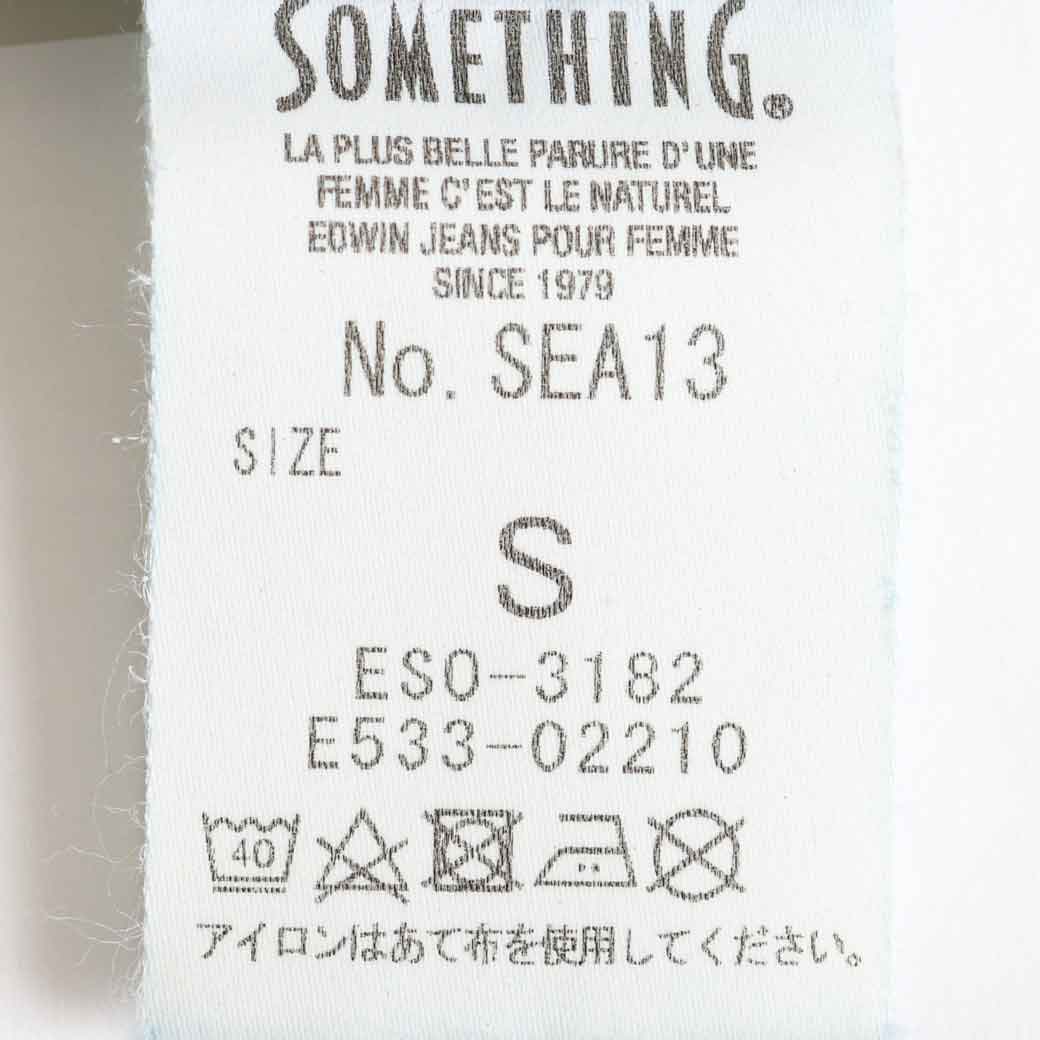 SOMETHING.®
LA PLUS BELLE PARURE D'UNE
FEMME C'EST LE NATUREL
EDWIN JEANS POUR FEMME
SINCE 1979
No. SEA13
SIZE
S
ESO-3182
E533-02210
40
アイロンはあて布を使用してください。